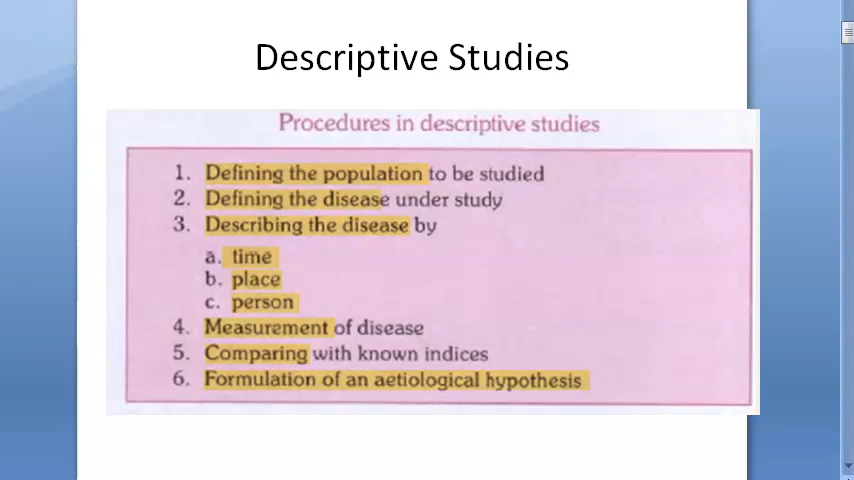 Descriptive Studies
Procedures in descriptive studies
1. Defining the population to be studied
2. Defining the disease under study
3. Describing the disease by
a. time
b. place
c. person
4. Measurement of disease
5. Comparing with known indices
6. Formulation of an aetiological hypothesis